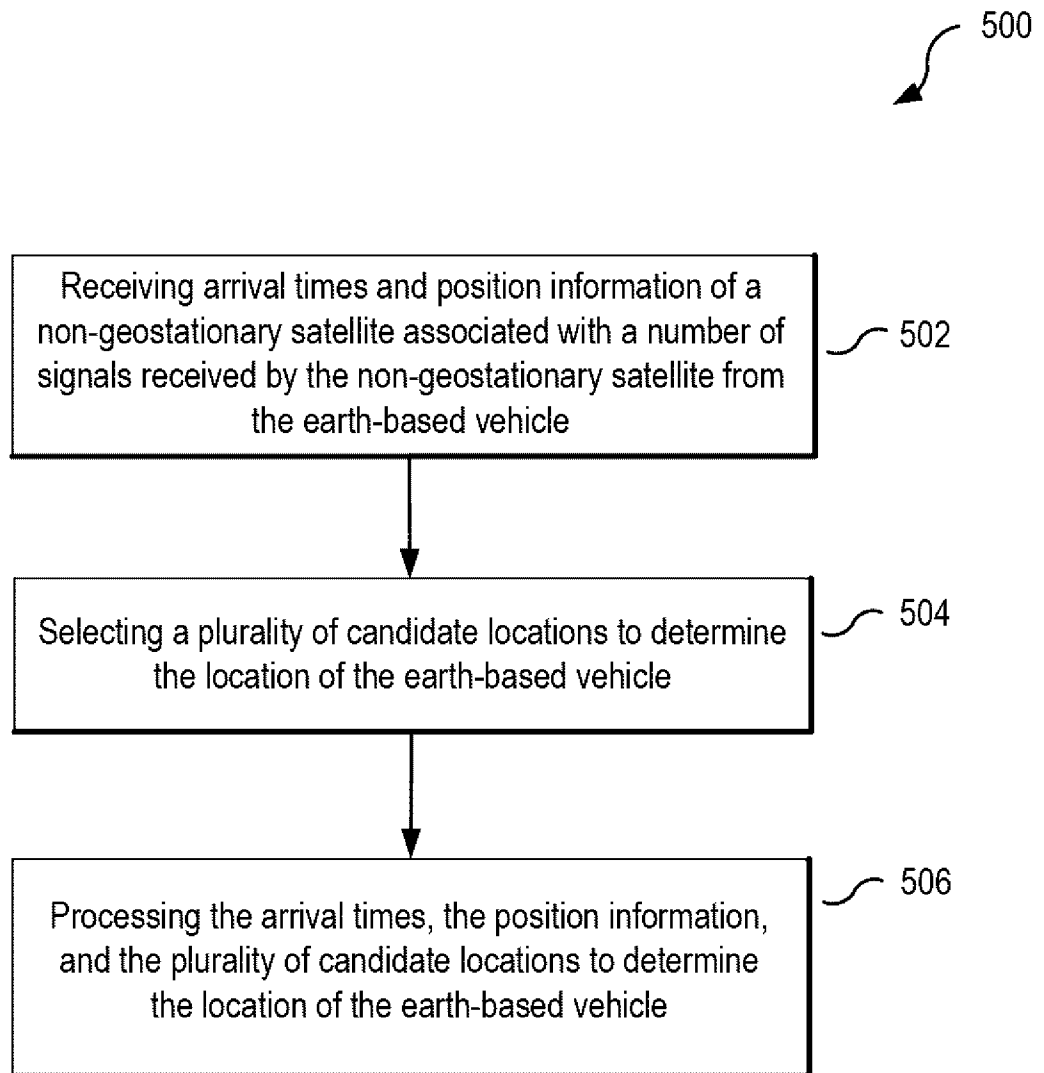 500
Receiving arrival times and position information of a
non-geostationary satellite associated with a number of
signals received by the non-geostationary satellite from
the earth-based vehicle
502
Selecting a plurality of candidate locations to determine
the location of the earth-based vehicle
504
Processing the arrival times, the position information,
and the plurality of candidate locations to determine
the location of the earth-based vehicle
506